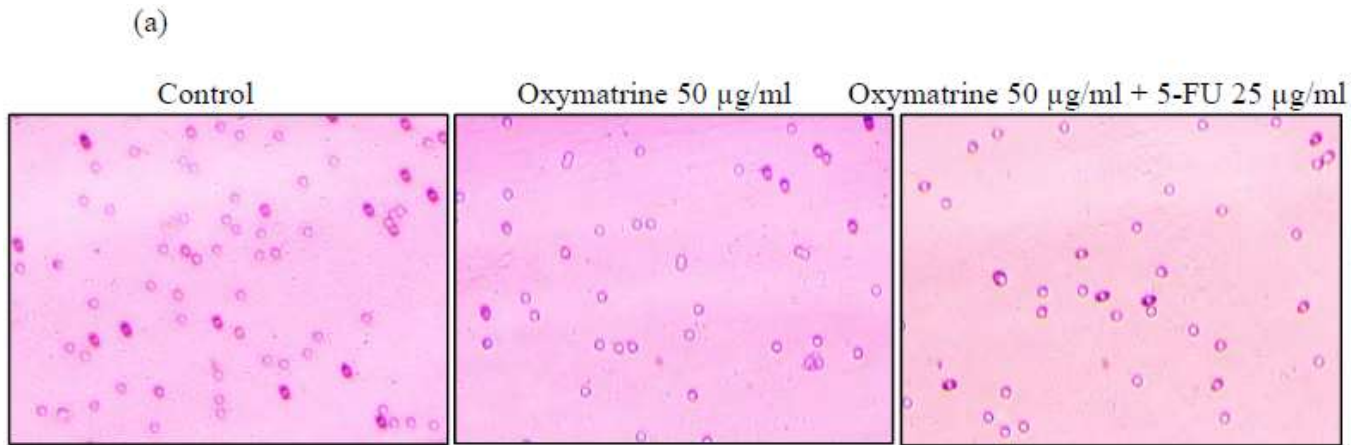 (a)
Control
Oxymatrine 50 µg/ml
Oxymatrine 50 µg/ml + 5-FU 25 µg/ml